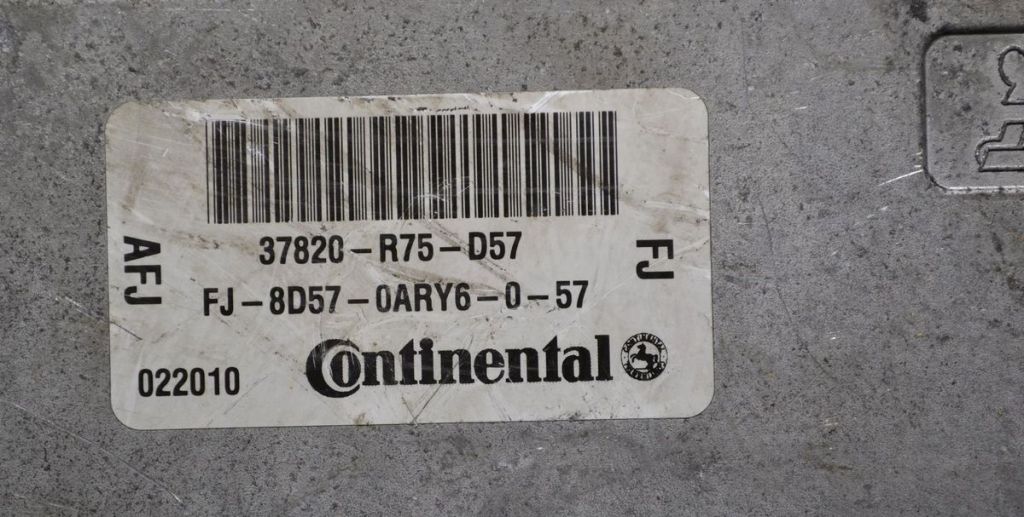 37820-R75-D57
AFJ
FJ
FJ-8D57-0ARY6-0-57
022010
Continental